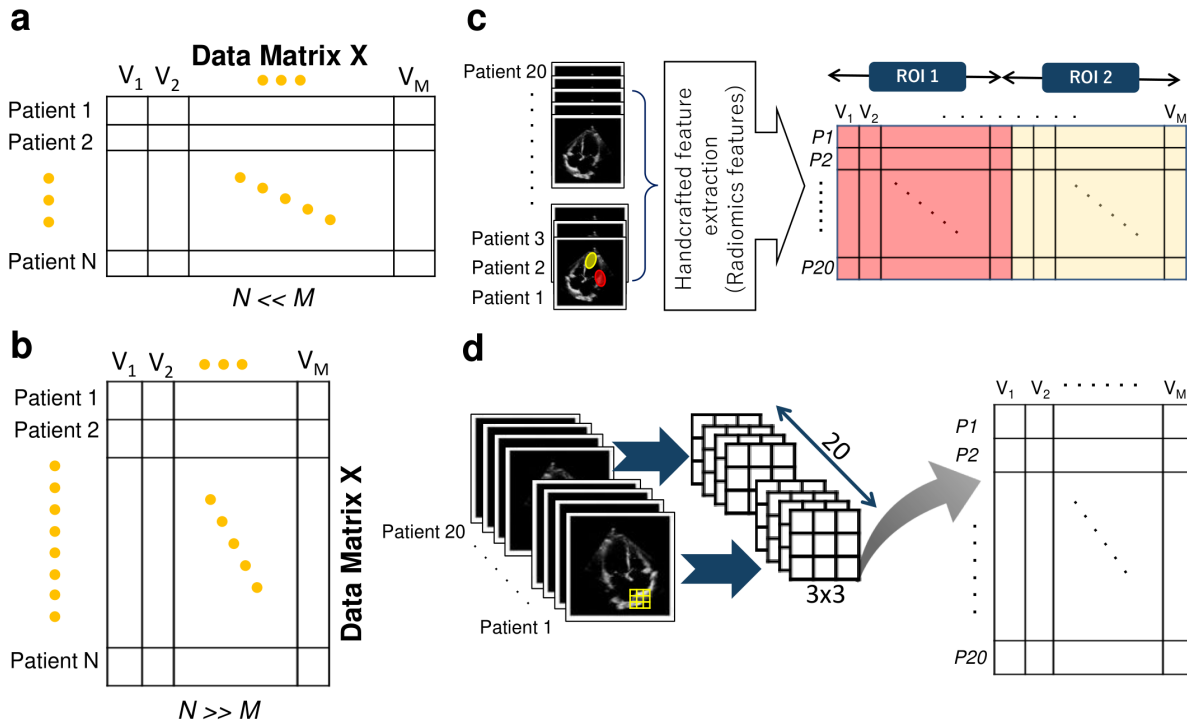 a
Data Matrix X
V1 V2 VM
Patient 1
Patient 2
Patient N
N << M
b
V1 V2 VM
Patient 1
Patient 2
Patient N
Data Matrix X
N >> M
c
Patient 20
Patient 3
Patient 2
Patient 1
Handcrafted feature
extraction
(Radiomics features)
ROI 1 ROI 2
V1 V2 VM
P1
P2
P20
d
Patient 20
Patient 1
20
3x3
V1 V2 VM
P1
P2
P20